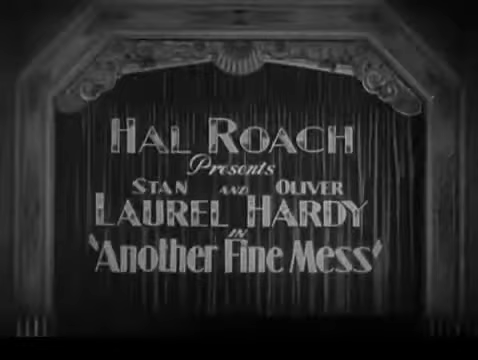 HAL ROACH
Presents
STAN AND OLIVER
LAUREL HARDY
IN
'Another Fine Mess'